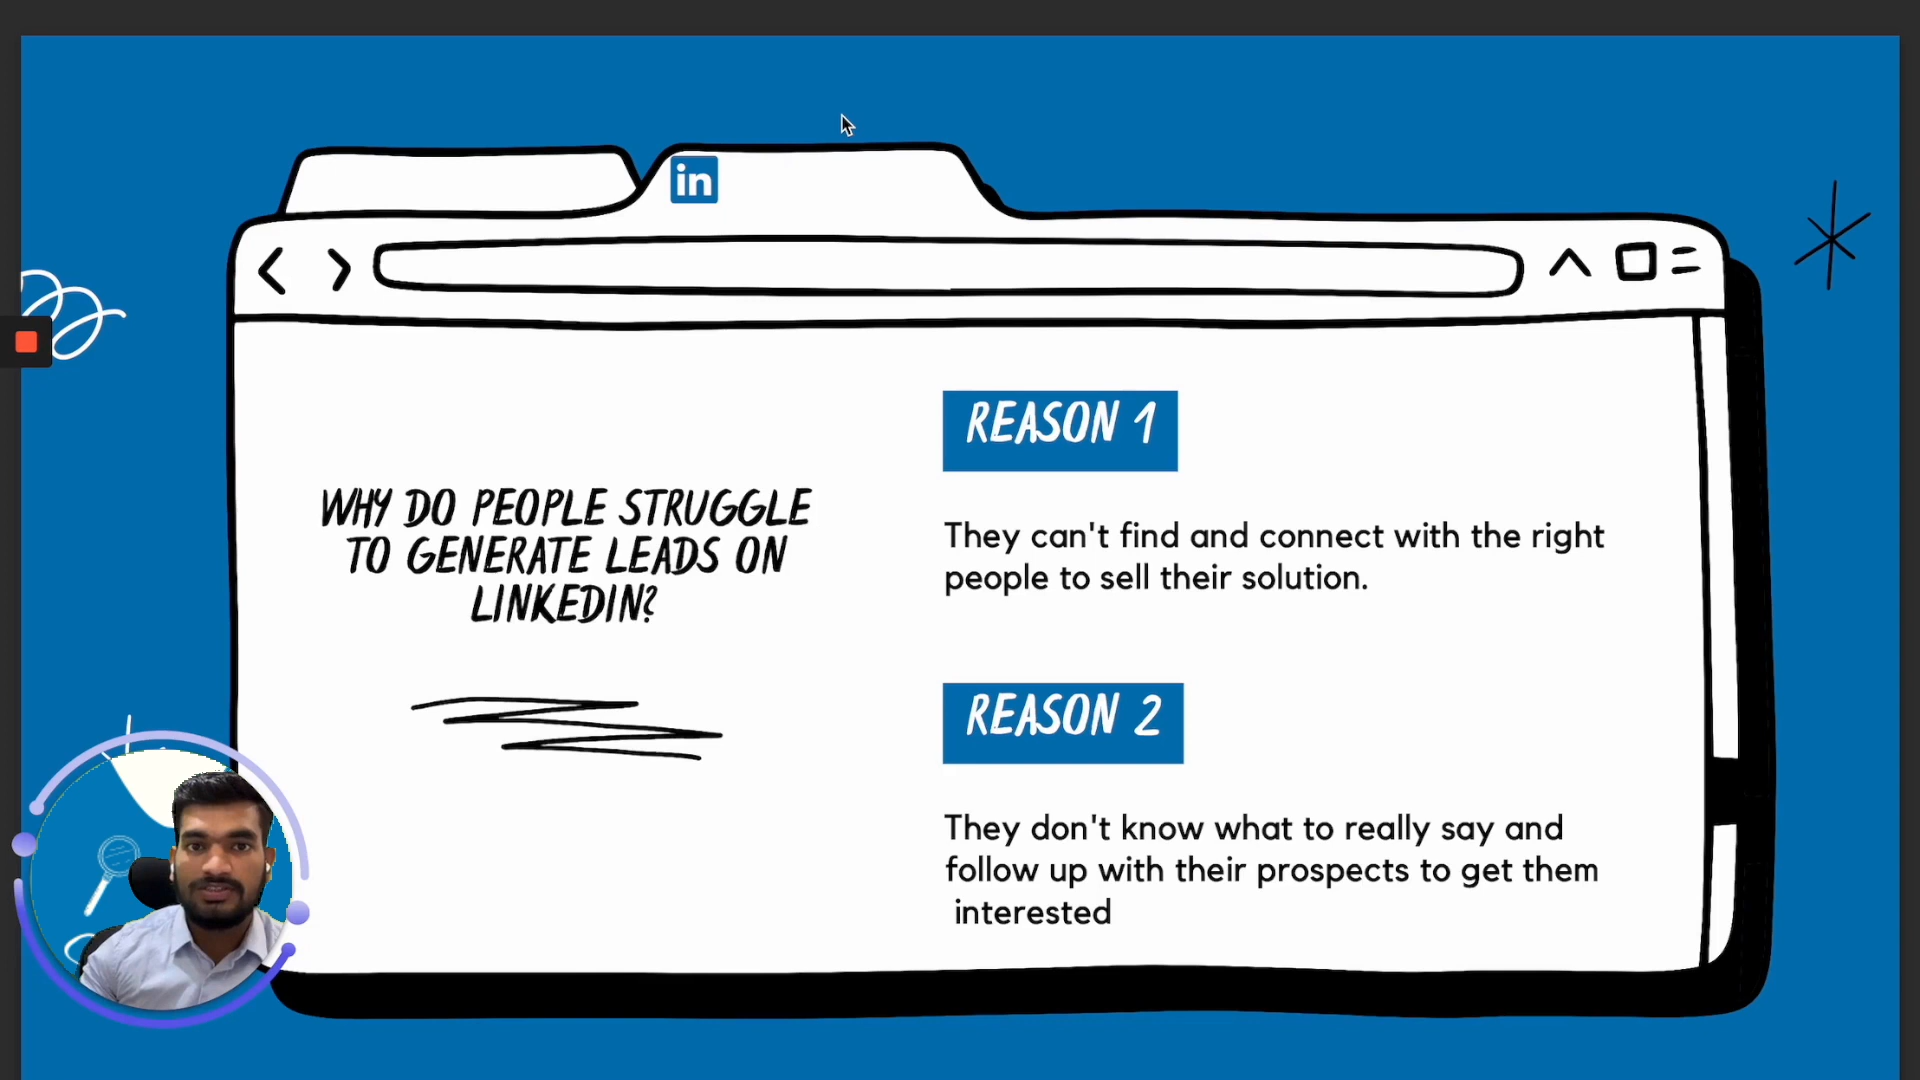 in
WHY DO PEOPLE STRUGGLE
TO GENERATE LEADS ON
LINKEDIN?
REASON 1
They can't find and connect with the right
people to sell their solution.
REASON 2
They don't know what to really say and
follow up with their prospects to get them
interested